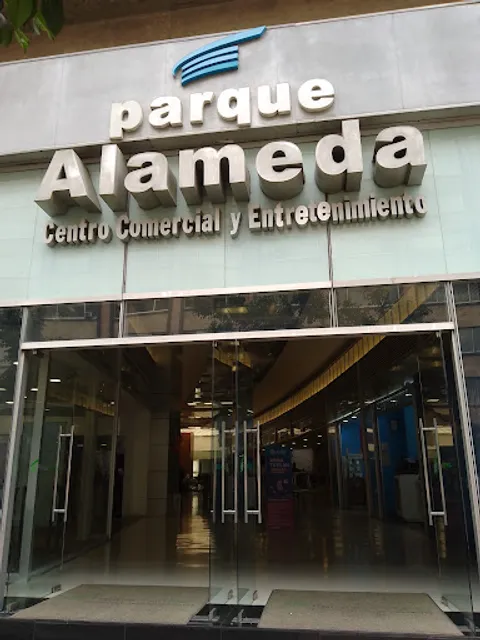 parque
Alameda
Centro Comercial y Entretenimiento